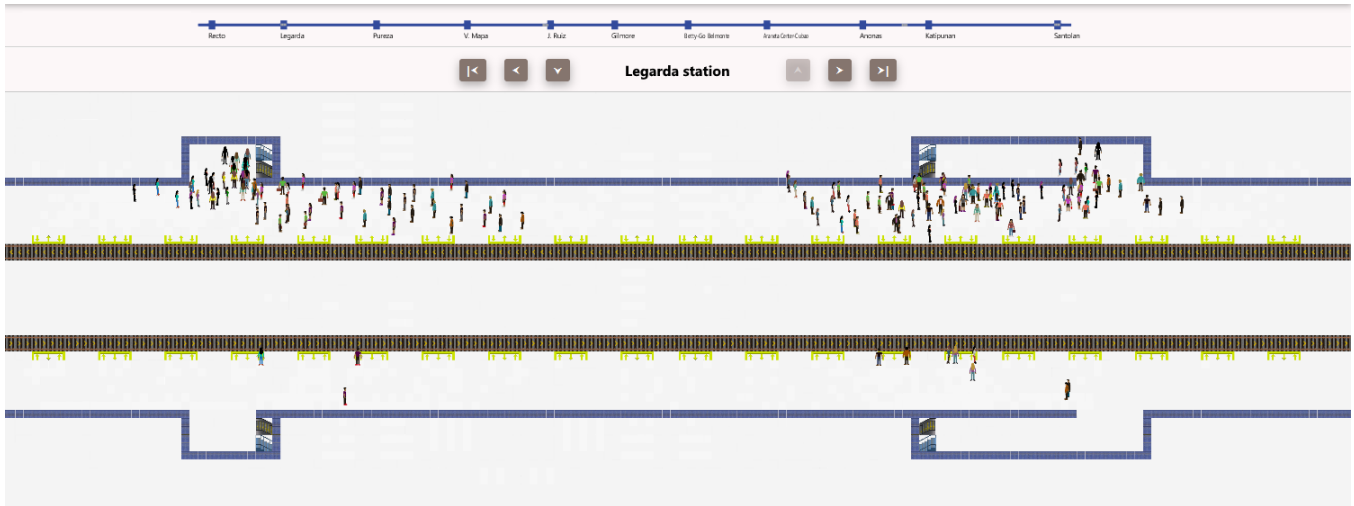 Recto Legarda Pureza V. Mapa J. Ruiz Gilmore Betty-Go Belmonte Araneta Center-Cubao Anonas Katipunan Santolan
Legarda station